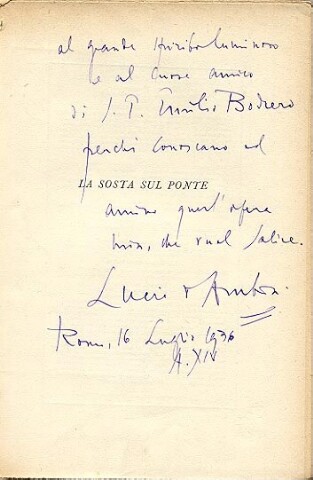 al grande spirito luminoso
e al cuore amico
di S. E. Emilio Bodrero
perché conoscano ed
LA SOSTA SUL PONTE
amino quest'opera
mia, che vuol salire.
Lucio d'Ambra
Roma, 16 Luglio 1936
A. XIV